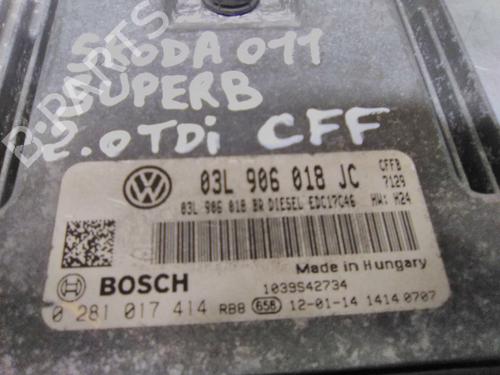 SKODA 011
SUPERB
2.0TDi CFF
B-PARTS
03L 906 018 JC
CFFB
7129
03L 906 018 BR DIESEL EDC17C46 HW: H24
Made in Hungary
BOSCH
1039S42734
0 281 017 414 RB8 658 12-01-14 1414 0707